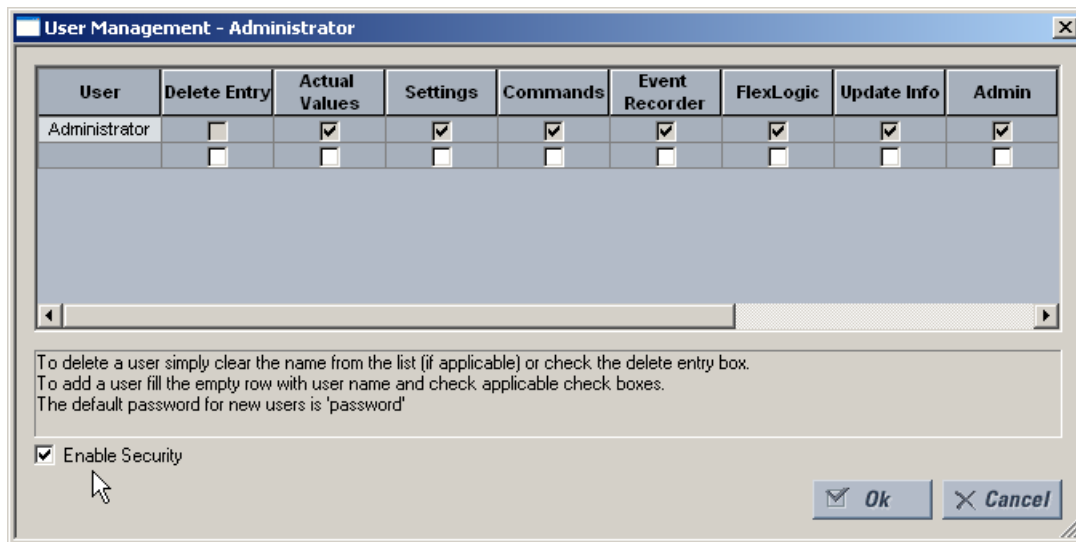 User Management - Administrator
User Delete Entry Actual Values Settings Commands Event Recorder FlexLogic Update Info Admin
Administrator
To delete a user simply clear the name from the list (if applicable) or check the delete entry box.
To add a user fill the empty row with user name and check applicable check boxes.
The default password for new users is 'password'
Enable Security
Ok Cancel